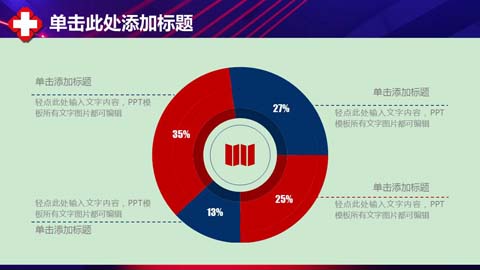 单击此处添加标题
单击添加标题
轻点此处输入文字内容，PPT模
板所有文字图片都可编辑
单击添加标题
轻点此处输入文字内容，PPT模
板所有文字图片都可编辑
27%
35%
25%
13%
单击添加标题
轻点此处输入文字内容，PPT模
板所有文字图片都可编辑
轻点此处输入文字内容，PPT模
板所有文字图片都可编辑
单击添加标题